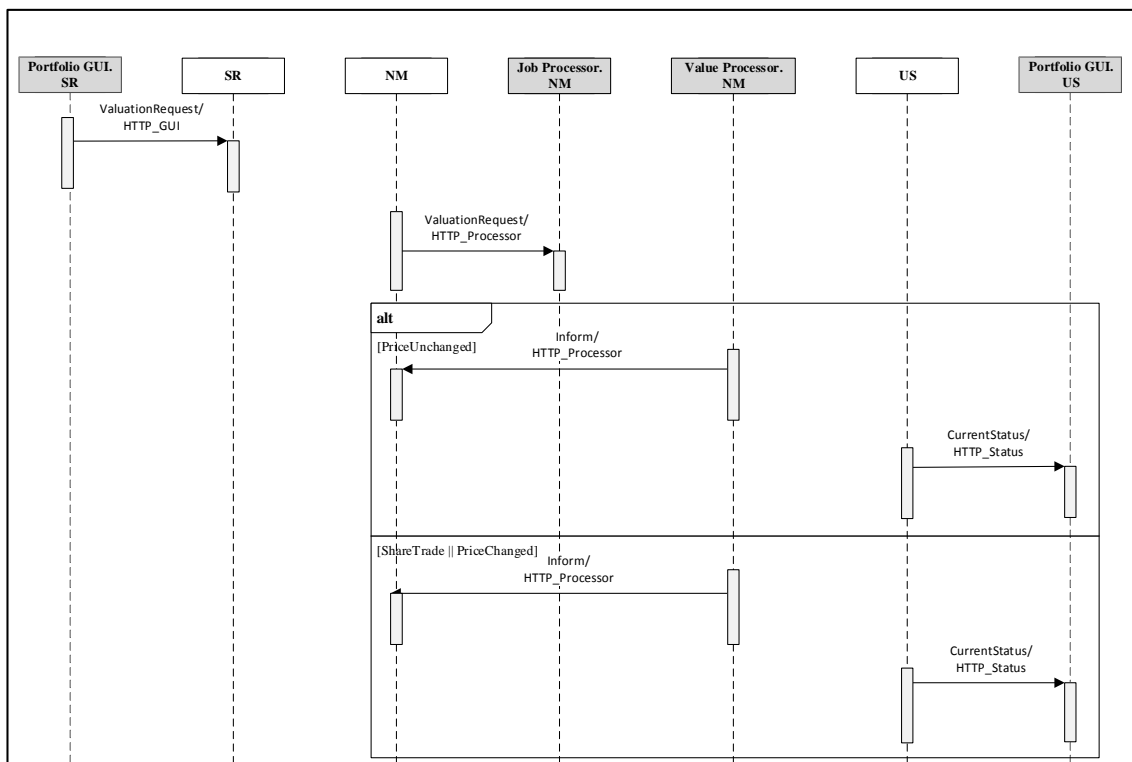 Portfolio GUI.
SR
SR
NM
Job Processor.
NM
Value Processor.
NM
US
Portfolio GUI.
US
ValuationRequest/
HTTP_GUI
ValuationRequest/
HTTP_Processor
alt
[PriceUnchanged]
Inform/
HTTP_Processor
CurrentStatus/
HTTP_Status
[ShareTrade || PriceChanged]
Inform/
HTTP_Processor
CurrentStatus/
HTTP_Status